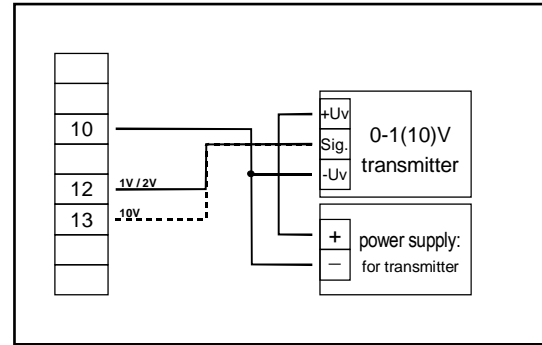 10
12
13
1V / 2V
10V
+Uv
Sig.
-Uv
0-1(10)V
transmitter
+
−
power supply:
for transmitter